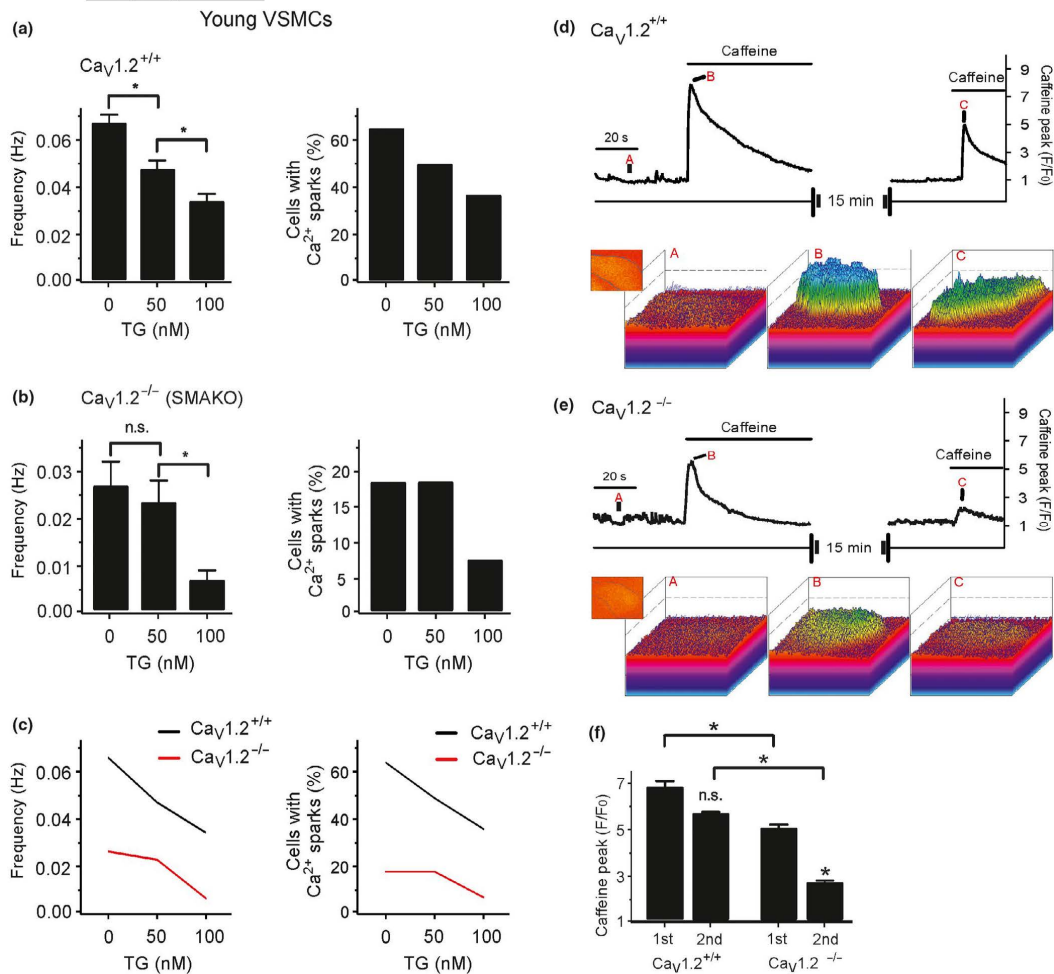 Young VSMCs
(a)
CaV1.2+/+
*
*
Frequency (Hz)
0.06
0.04
0.02
0.00
0 50 100
TG (nM)
Cells with
Ca2+ sparks (%)
60
40
20
0
0 50 100
TG (nM)
(b)
CaV1.2−/− (SMAKO)
n.s.
*
Frequency (Hz)
0.03
0.02
0.01
0.00
0 50 100
TG (nM)
Cells with
Ca2+ sparks (%)
20
15
10
5
0
0 50 100
TG (nM)
(c)
CaV1.2+/+
CaV1.2−/−
Frequency (Hz)
0.06
0.04
0.02
0.00
0 50 100
TG (nM)
CaV1.2+/+
CaV1.2−/−
Cells with
Ca2+ sparks (%)
60
40
20
0
0 50 100
TG (nM)
(d)
CaV1.2+/+
Caffeine
B
20 s
A
Caffeine
C
15 min
9
7
5
3
1
Caffeine peak (F/F0)
A
B
C
(e)
CaV1.2 −/−
Caffeine
B
20 s
A
Caffeine
C
15 min
9
7
5
3
1
Caffeine peak (F/F0)
A
B
C
(f)
*
*
n.s.
*
Caffeine peak (F/F0)
7
5
3
1
1st 2nd 1st 2nd
CaV1.2+/+ CaV1.2 −/−